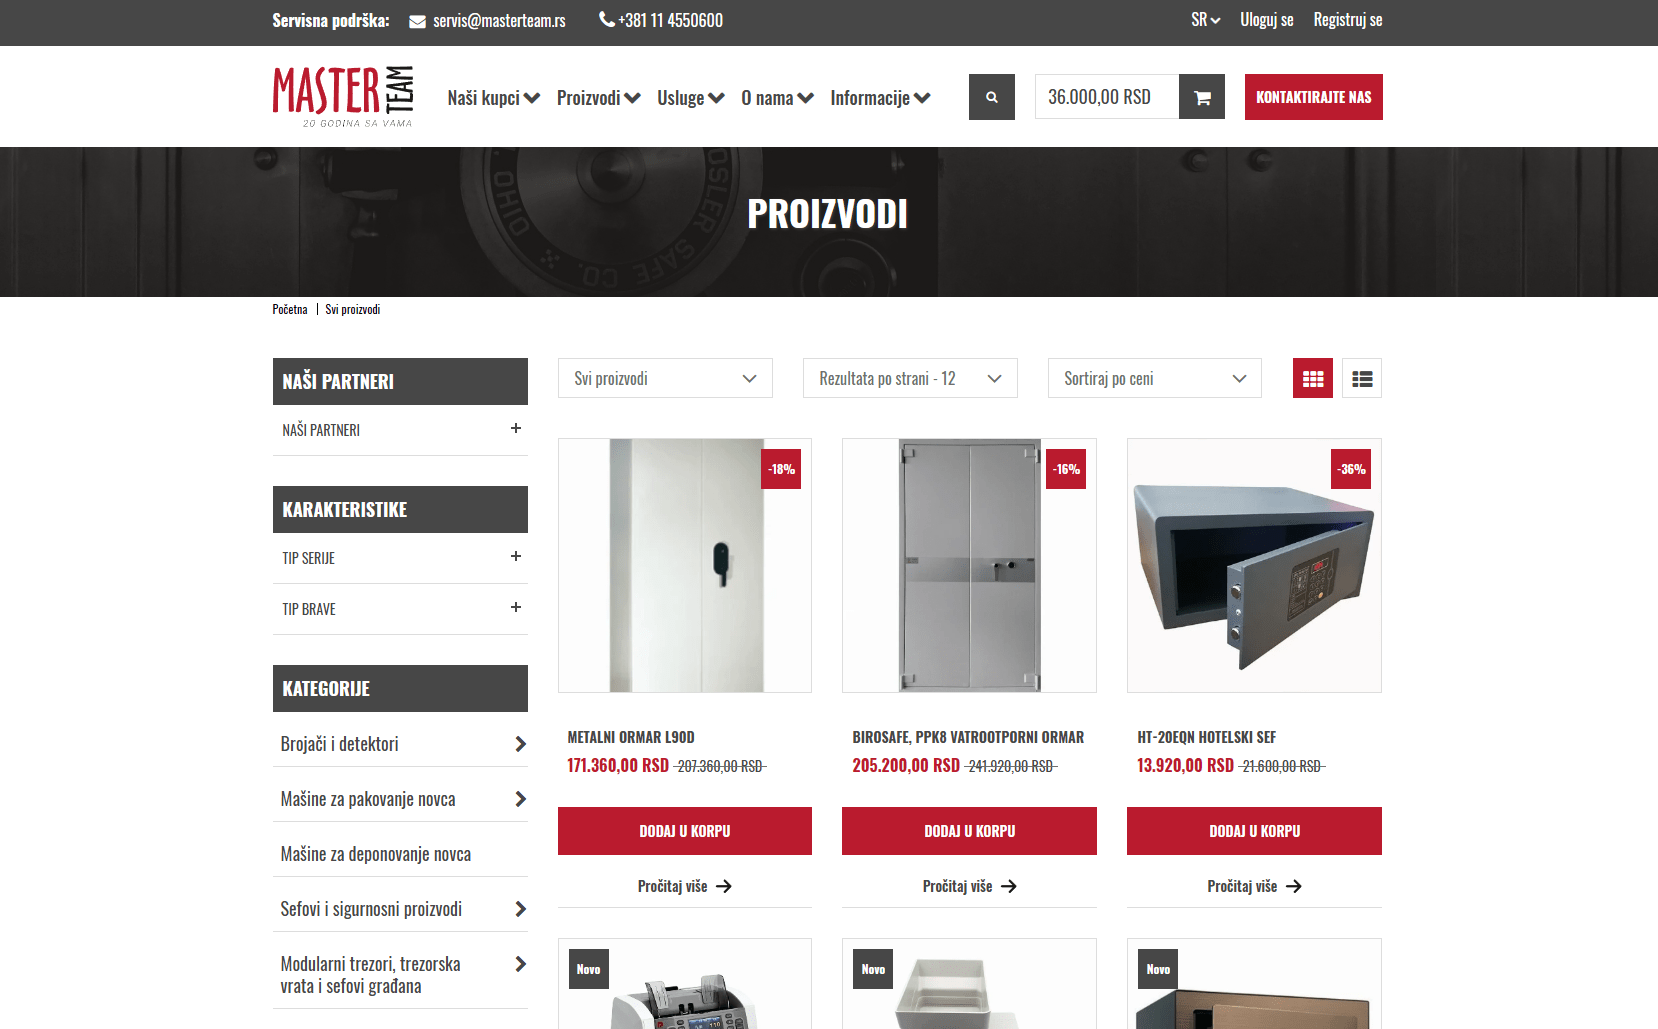 Servisna podrška:
servis@masterteam.rs
+381 11 4550600
SR
Uloguj se
Registruj se
MASTER TEAM
20 GODINA SA VAMA
Naši kupci
Proizvodi
Usluge
O nama
Informacije
36.000,00 RSD
KONTAKTIRAJTE NAS
OHIO
OSLER SAFE CO.
PROIZVODI
Početna | Svi proizvodi
NAŠI PARTNERI
NAŠI PARTNERI
KARAKTERISTIKE
TIP SERIJE
TIP BRAVE
KATEGORIJE
Brojači i detektori
Mašine za pakovanje novca
Mašine za deponovanje novca
Sefovi i sigurnosni proizvodi
Modularni trezori, trezorska
vrata i sefovi građana
Svi proizvodi
Rezultata po strani - 12
Sortiraj po ceni
-18%
METALNI ORMAR L90D
171.360,00 RSD 207.360,00 RSD
DODAJ U KORPU
Pročitaj više
-16%
BIROSAFE, PPK8 VATROOTPORNI ORMAR
205.200,00 RSD 241.920,00 RSD
DODAJ U KORPU
Pročitaj više
-36%
HT-20EQN HOTELSKI SEF
13.920,00 RSD 21.600,00 RSD
DODAJ U KORPU
Pročitaj više
Novo
Novo
Novo